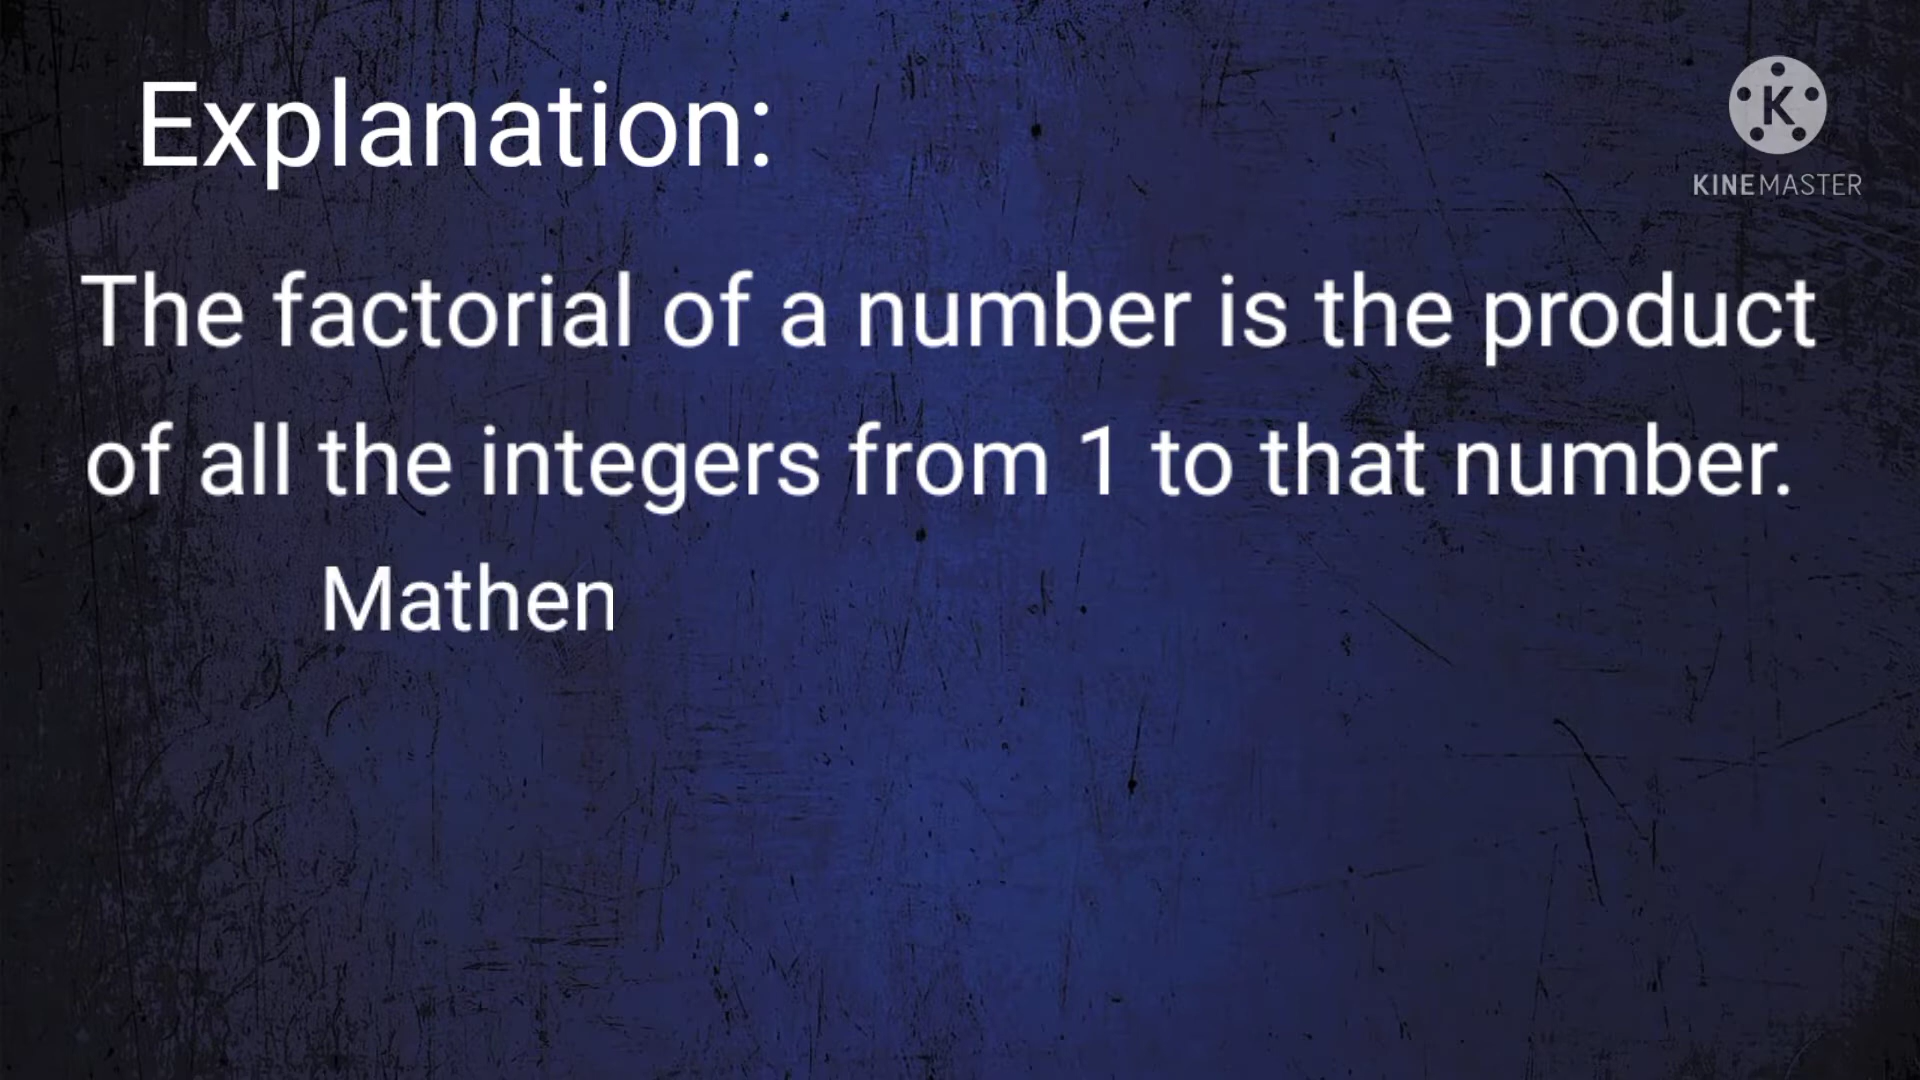 Explanation:
K
KINEMASTER
The factorial of a number is the product
of all the integers from 1 to that number.
Mathen